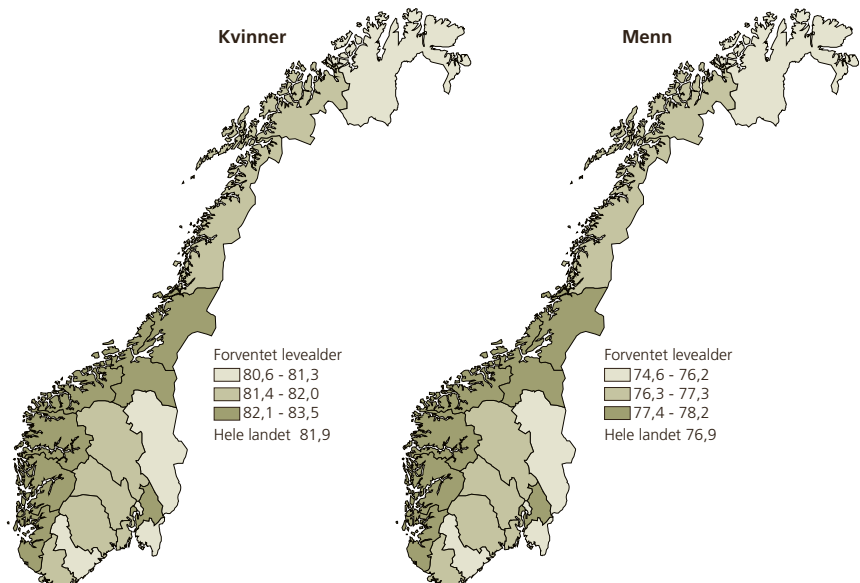 Kvinner
Forventet levealder
80,6 - 81,3
81,4 - 82,0
82,1 - 83,5
Hele landet 81,9
Menn
Forventet levealder
74,6 - 76,2
76,3 - 77,3
77,4 - 78,2
Hele landet 76,9